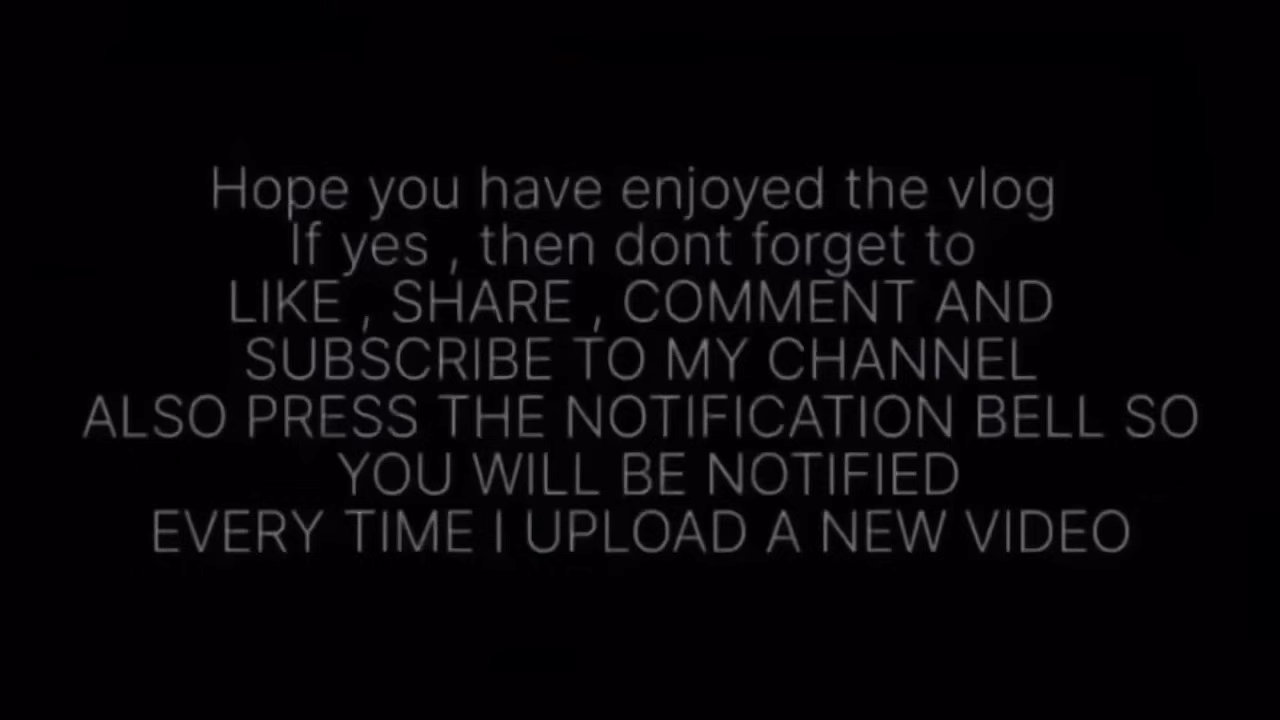 Hope you have enjoyed the vlog
If yes , then dont forget to
LIKE , SHARE , COMMENT AND
SUBSCRIBE TO MY CHANNEL
ALSO PRESS THE NOTIFICATION BELL SO
YOU WILL BE NOTIFIED
EVERY TIME I UPLOAD A NEW VIDEO